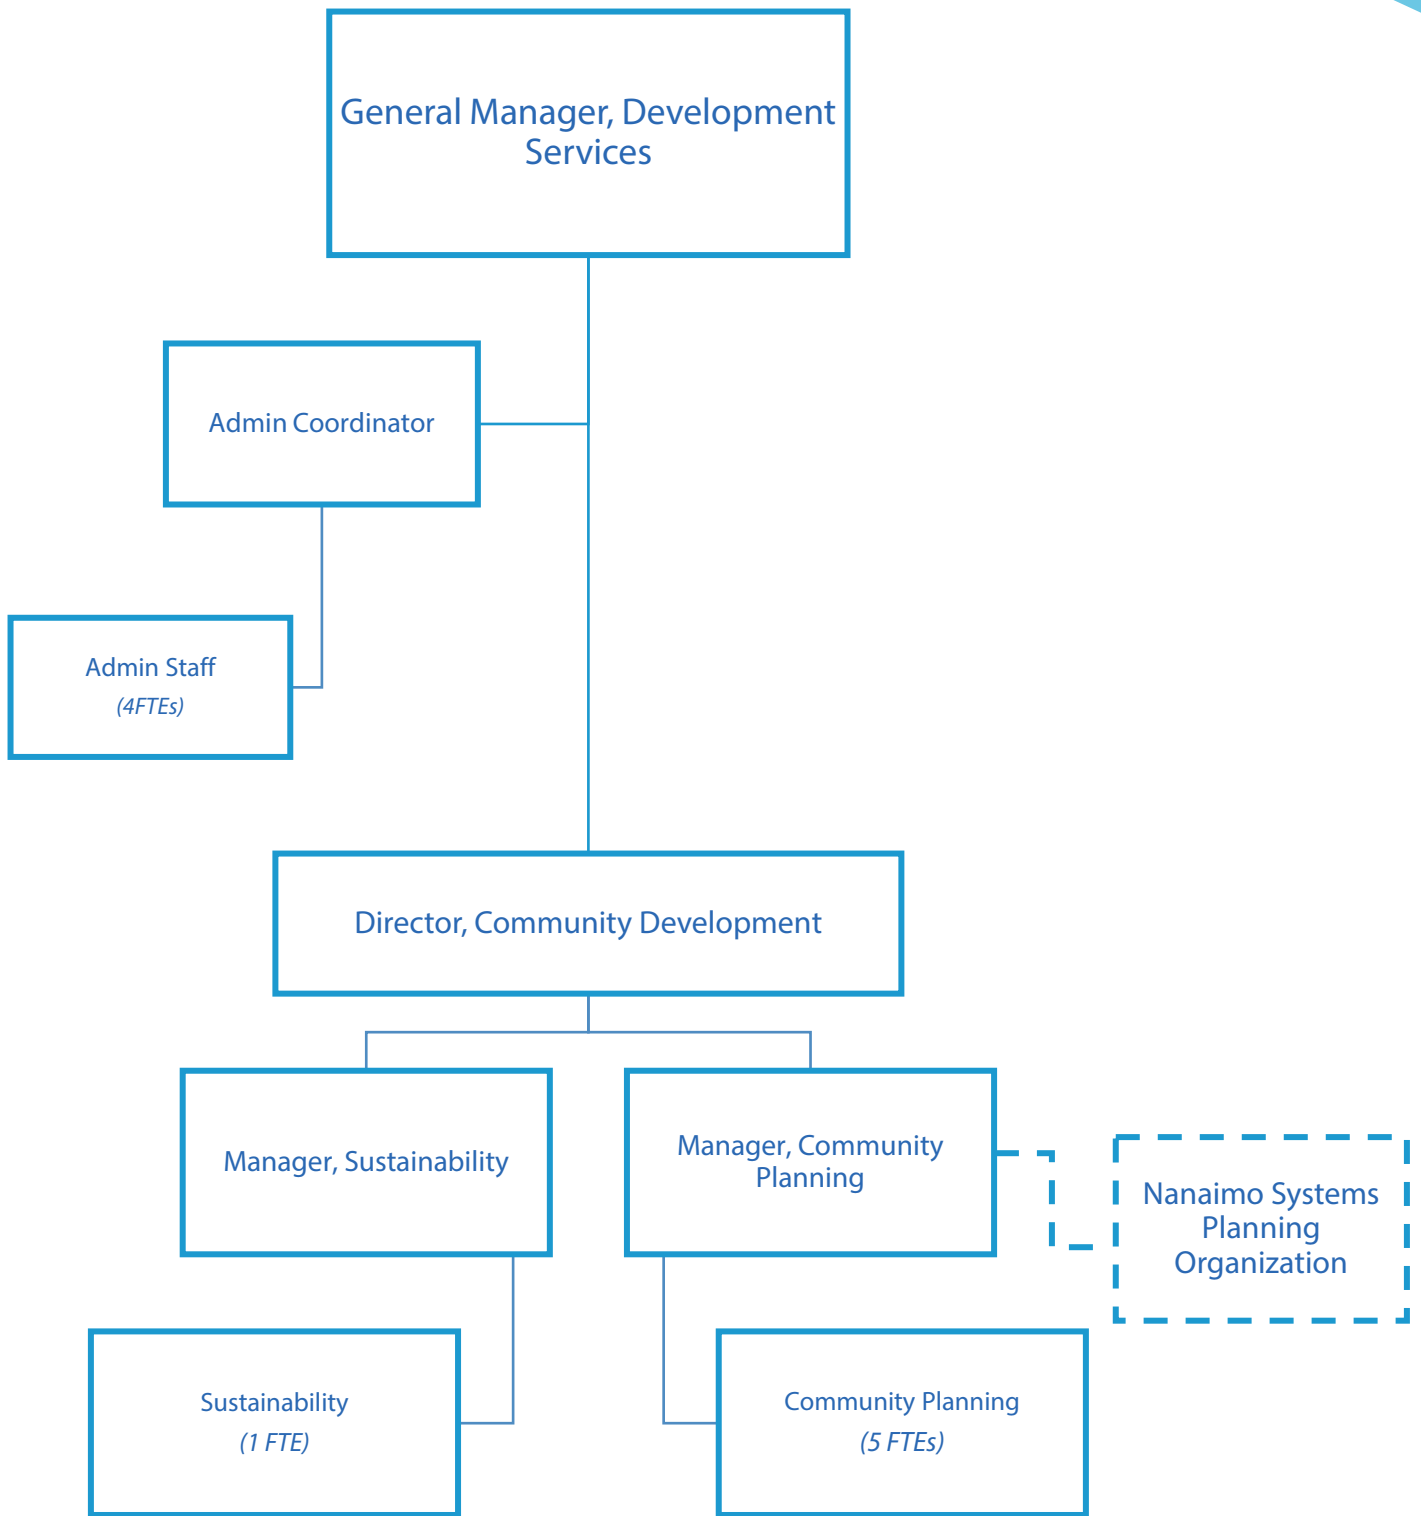 General Manager, Development
Services
Admin Coordinator
Admin Staff
(4FTEs)
Director, Community Development
Manager, Sustainability
Manager, Community
Planning
Nanaimo Systems
Planning
Organization
Sustainability
(1 FTE)
Community Planning
(5 FTEs)